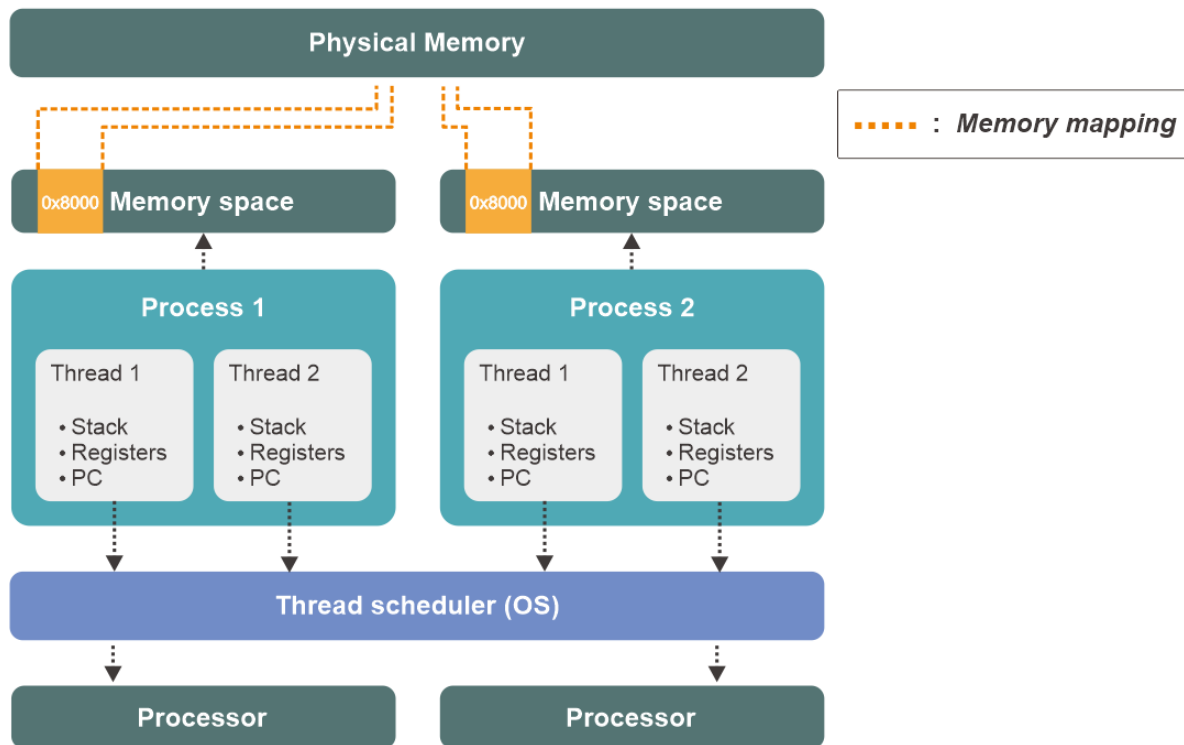 Physical Memory
: Memory mapping
0x8000 Memory space
0x8000 Memory space
Process 1
Process 2
Thread 1
• Stack
• Registers
• PC
Thread 2
• Stack
• Registers
• PC
Thread 1
• Stack
• Registers
• PC
Thread 2
• Stack
• Registers
• PC
Thread scheduler (OS)
Processor
Processor